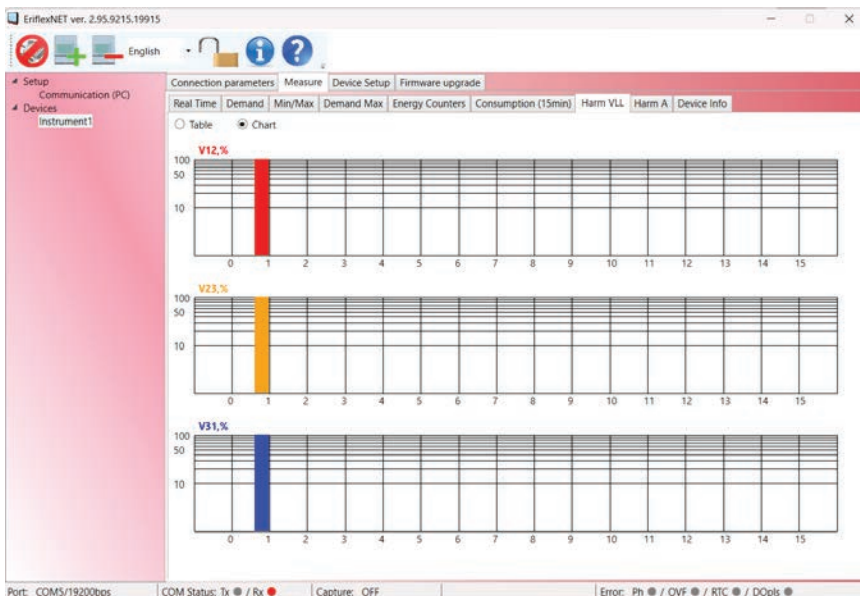 EriflexNET ver. 2.95.9215.19915
English
Setup
Communication (PC)
Devices
Instrument1
Connection parameters Measure Device Setup Firmware upgrade
Real Time Demand Min/Max Demand Max Energy Counters Consumption (15min) Harm VLL Harm A Device Info
Table Chart
V12,%
100
50
10
0 1 2 3 4 5 6 7 8 9 10 11 12 13 14 15
V23,%
100
50
10
0 1 2 3 4 5 6 7 8 9 10 11 12 13 14 15
V31,%
100
50
10
0 1 2 3 4 5 6 7 8 9 10 11 12 13 14 15
Port: COM5/19200bps COM Status: Tx / Rx Capture: OFF Error: Ph / OVF / RTC / DOpls